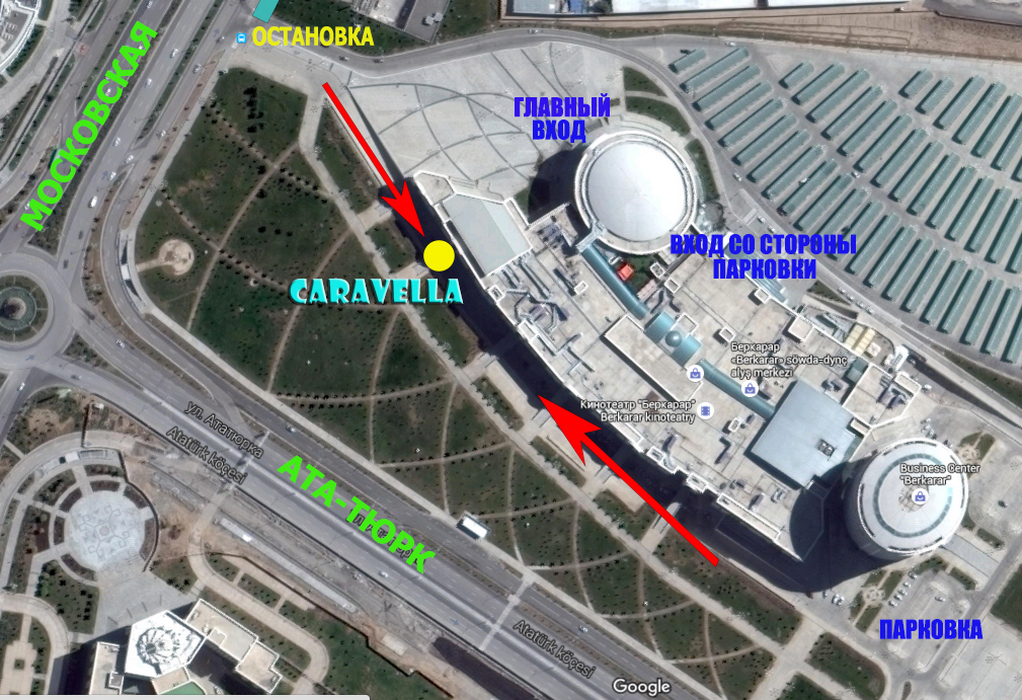 ОСТАНОВКА
МОСКОВСКАЯ
ГЛАВНЫЙ
ВХОД
ВХОД СО СТОРОНЫ
ПАРКОВКИ
CARAVELLA
Беркарар
«Berkarar» söwda-dynç
alyş merkezi
Кинотеатр "Беркарар"
Berkarar kinoteatry
ул. Ататюрка
Atatürk köçesi
АТА-ТЮРК
Business Center
"Berkarar"
Atatürk köçesi
ПАРКОВКА
Google